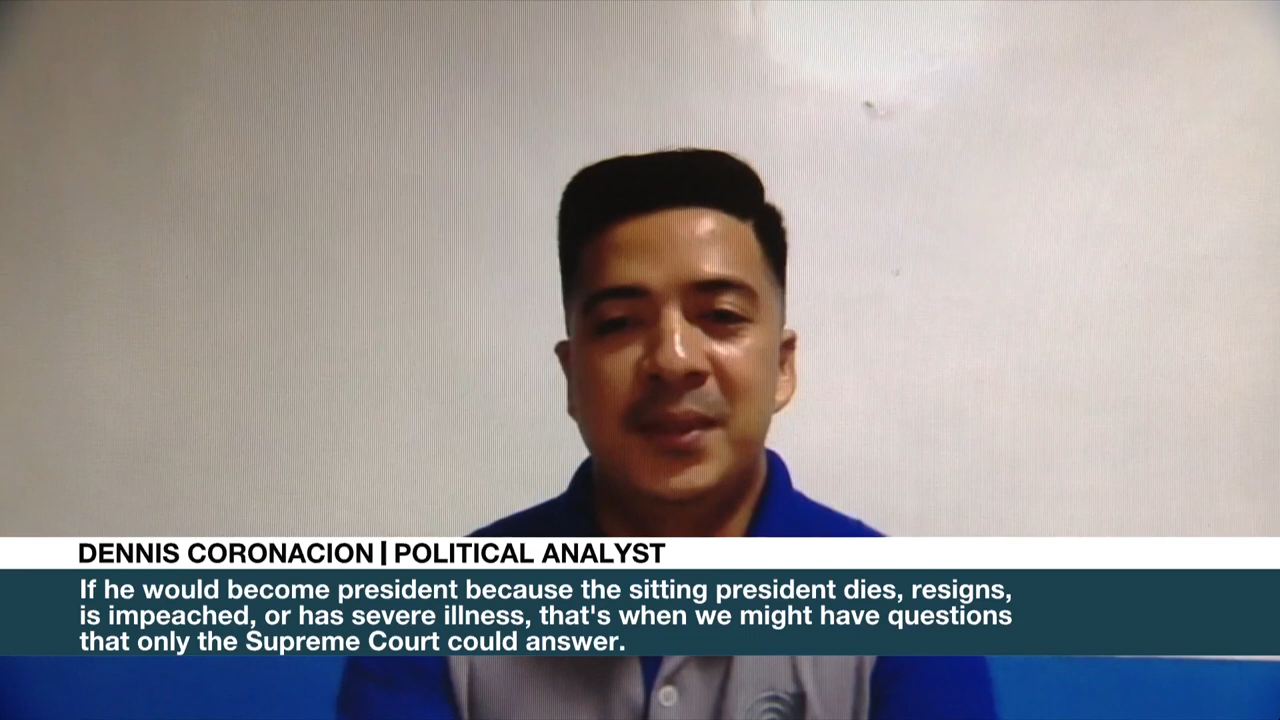 DENNIS CORONACION | POLITICAL ANALYST
If he would become president because the sitting president dies, resigns,
is impeached, or has severe illness, that's when we might have questions
that only the Supreme Court could answer.